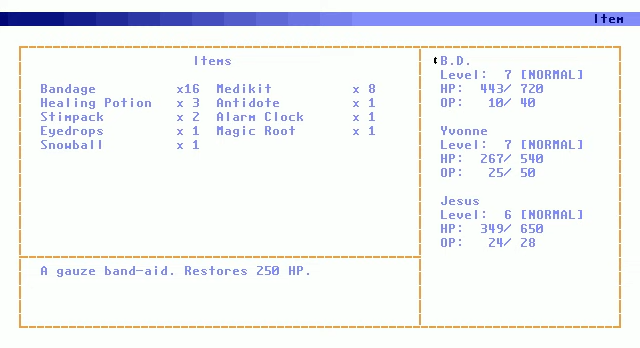 Item
Items
Bandage x16 Medikit x 8
Healing Potion x 3 Antidote x 1
Stimpack x 2 Alarm Clock x 1
Eyedrops x 1 Magic Root x 1
Snowball x 1
A gauze band-aid. Restores 250 HP.
B.D.
Level: 7 [NORMAL]
HP: 443/ 720
OP: 10/ 40
Yvonne
Level: 7 [NORMAL]
HP: 267/ 540
OP: 25/ 50
Jesus
Level: 6 [NORMAL]
HP: 349/ 650
OP: 24/ 28